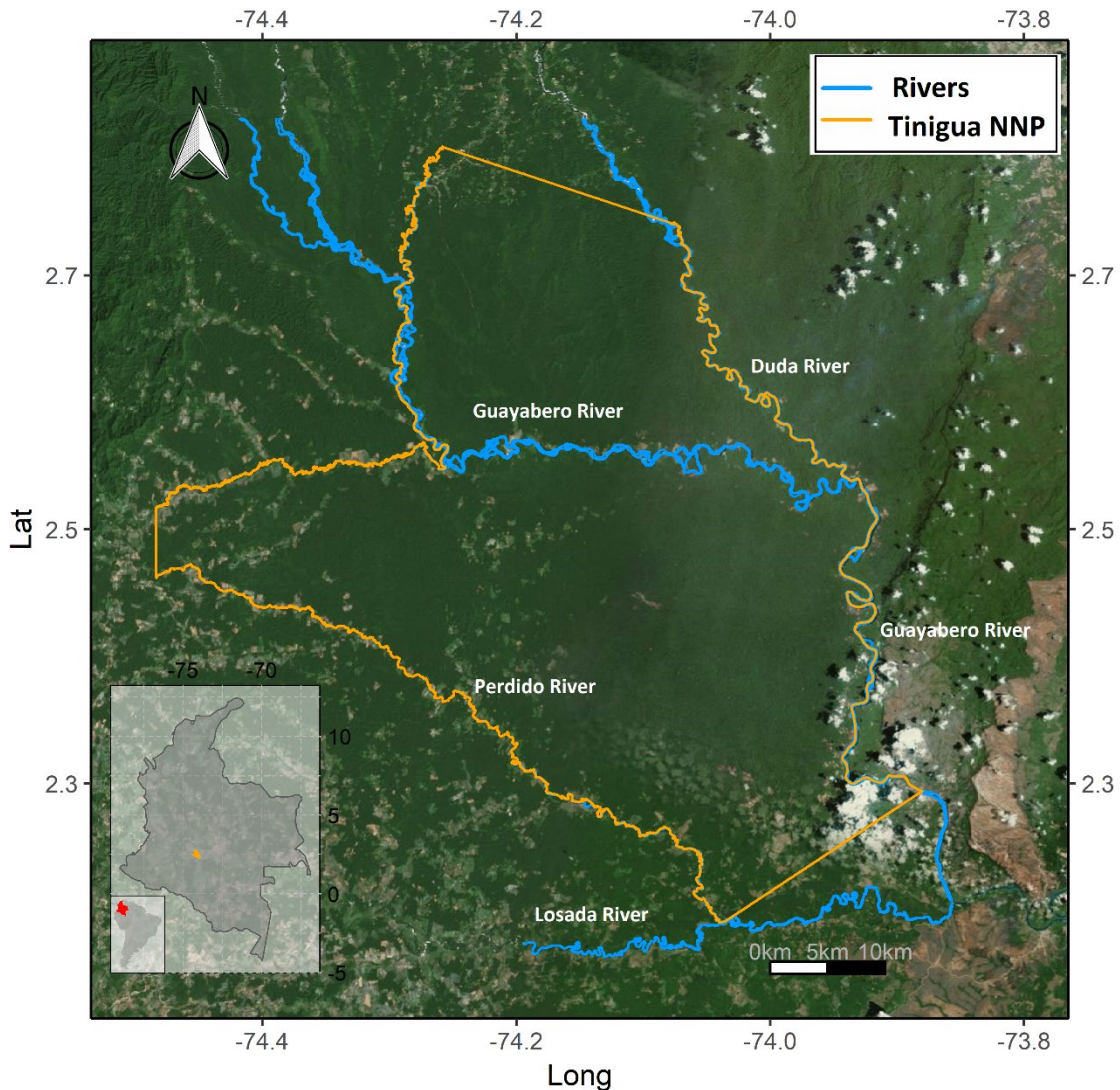 -74.4 -74.2 -74.0 -73.8
N
Rivers
Tinigua NNP
2.7 2.7
Duda River
Guayabero River
2.5 2.5
Lat
Guayabero River
-75 -70
Perdido River
10
2.3 2.3
5
0
Losada River
0km 5km 10km
-5
-74.4 -74.2 -74.0 -73.8
Long